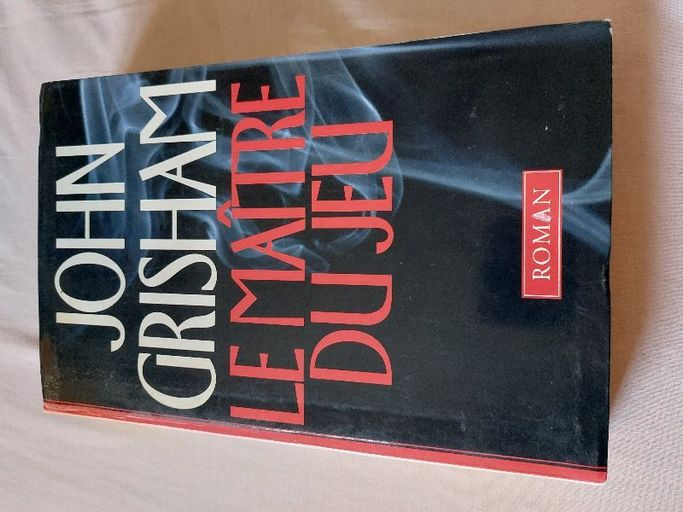 JOHN
GRISHAM
LE MAÎTRE
DU JEU
ROMAN